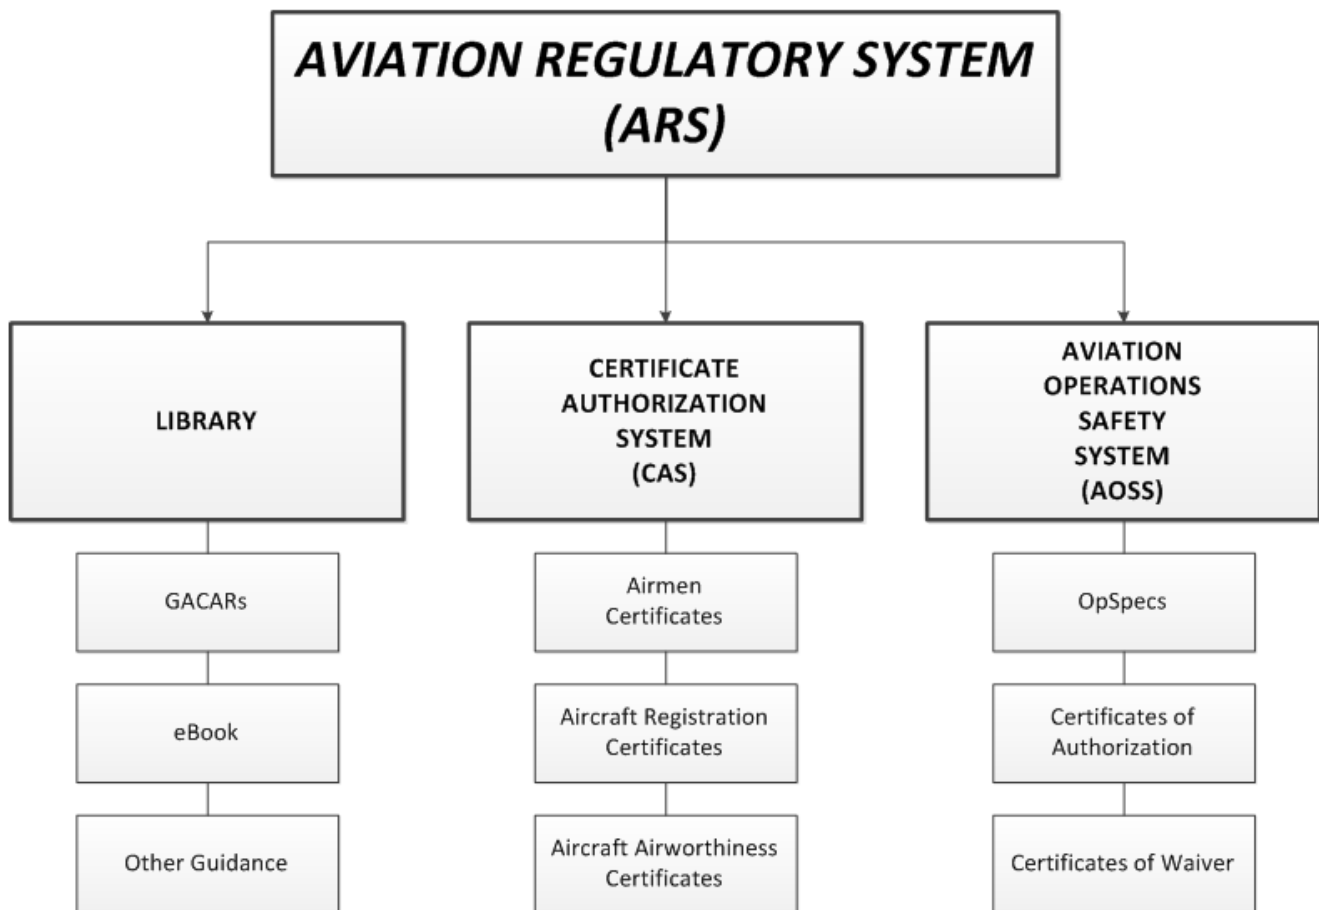 AVIATION REGULATORY SYSTEM
(ARS)
LIBRARY
GACARs
eBook
Other Guidance
CERTIFICATE
AUTHORIZATION
SYSTEM
(CAS)
Airmen
Certificates
Aircraft Registration
Certificates
Aircraft Airworthiness
Certificates
AVIATION
OPERATIONS
SAFETY
SYSTEM
(AOSS)
OpSpecs
Certificates of
Authorization
Certificates of Waiver